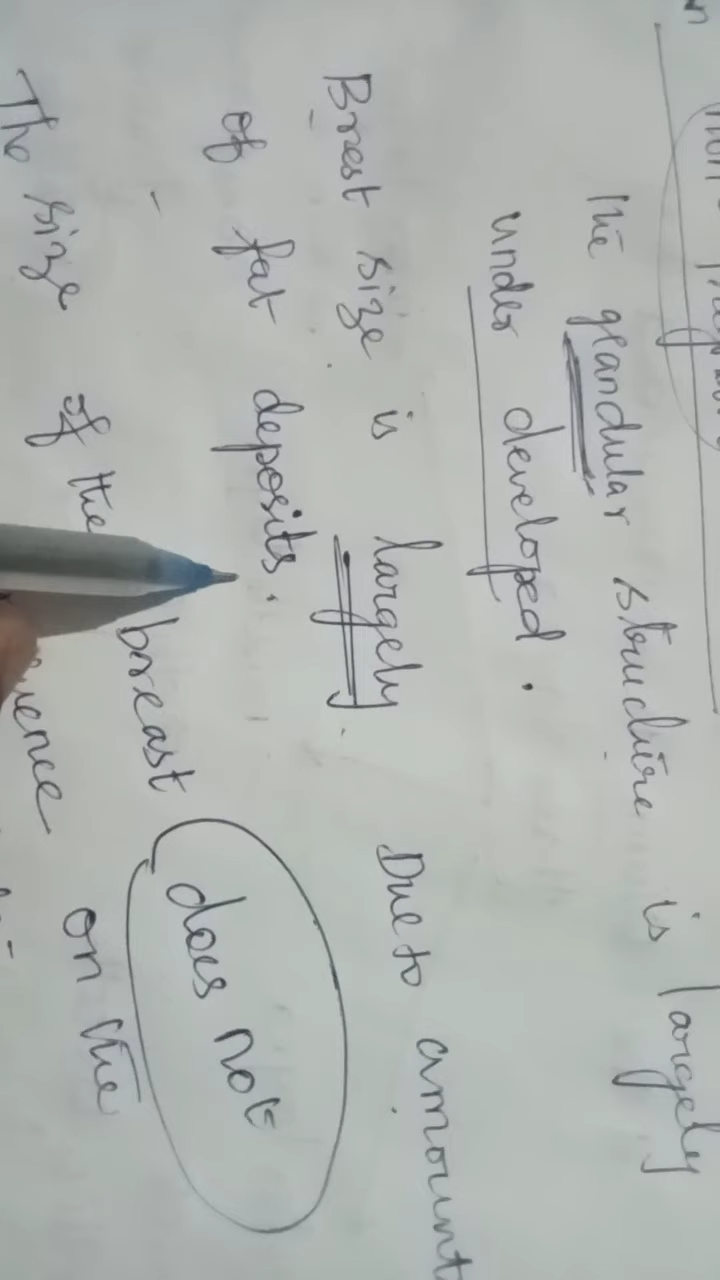 The glandular structure is largely
under developed.
Brest size is largely. Due to amount
of fat deposits.
The size of the breast does not
on the